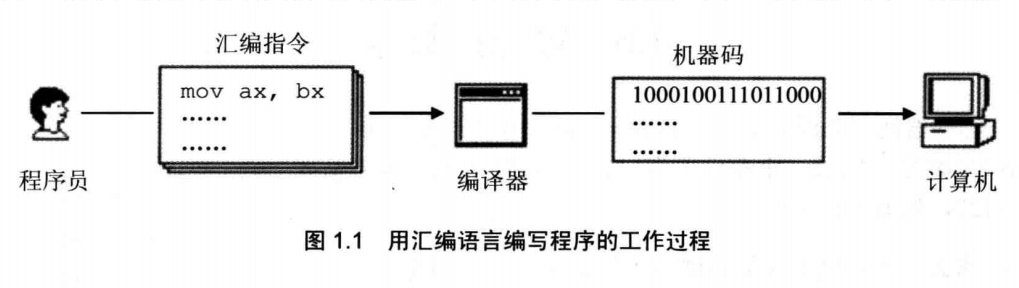 汇编指令
mov ax, bx
……
……
机器码
1000100111011000
……
……
程序员
编译器
计算机
图 1.1 用汇编语言编写程序的工作过程